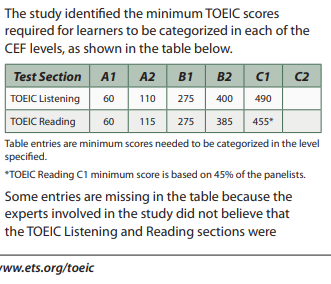 The study identified the minimum TOEIC scores
required for learners to be categorized in each of the
CEF levels, as shown in the table below.
Test Section A1 A2 B1 B2 C1 C2
TOEIC Listening 60 110 275 400 490
TOEIC Reading 60 115 275 385 455*
Table entries are minimum scores needed to be categorized in the level
specified.
*TOEIC Reading C1 minimum score is based on 45% of the panelists.
Some entries are missing in the table because the
experts involved in the study did not believe that
the TOEIC Listening and Reading sections were
www.ets.org/toeic